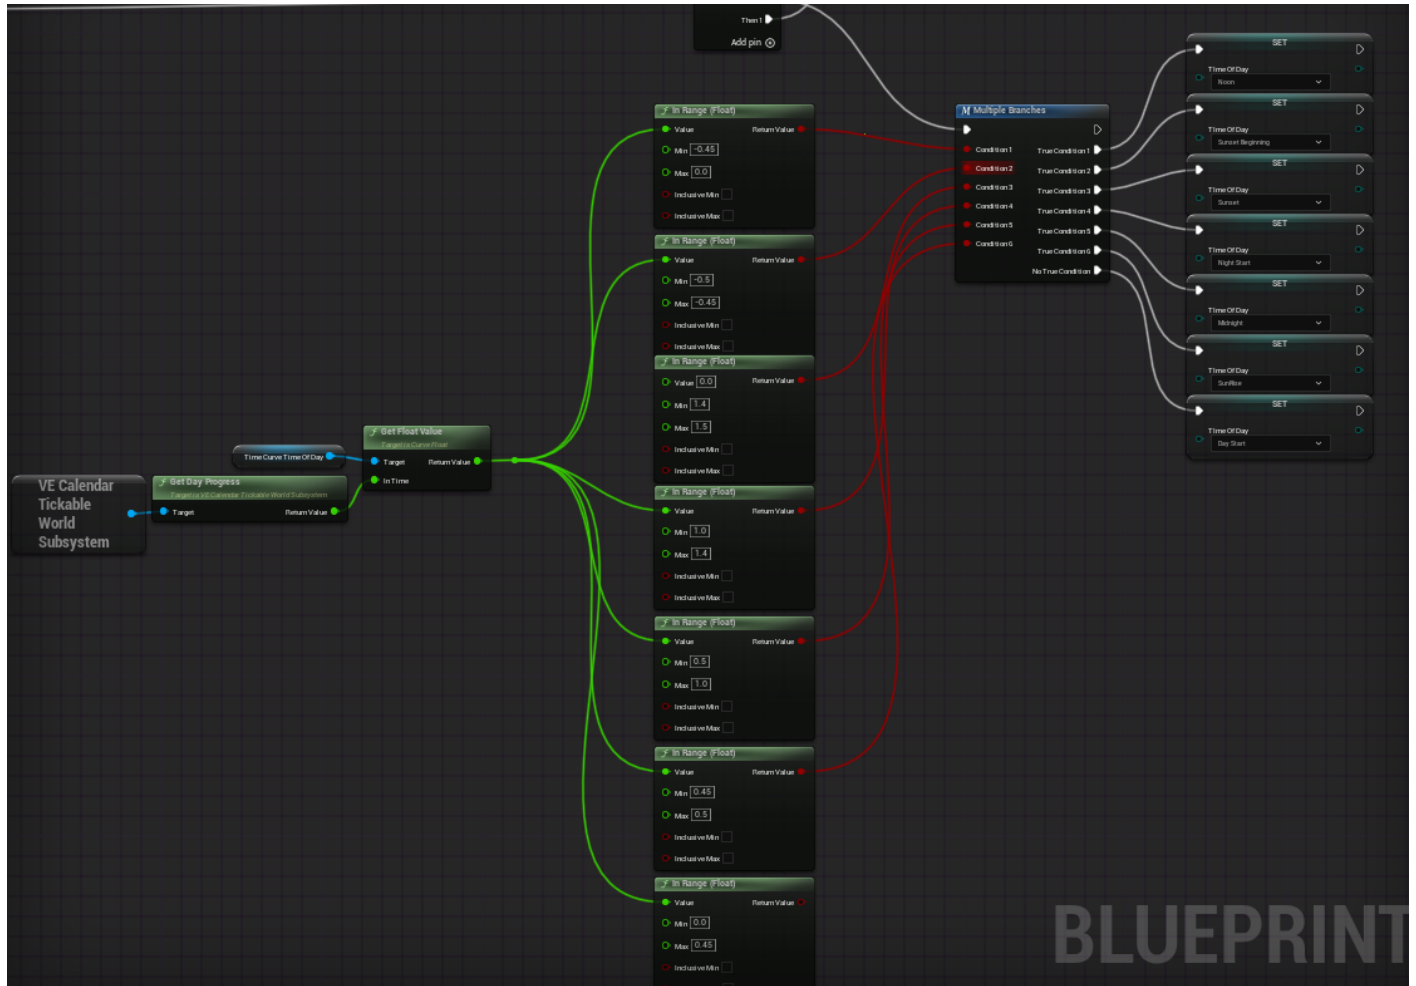 Then 1
Add pin
SET
Time Of Day
Noon
SET
Time Of Day
Sunset Beginning
SET
Time Of Day
Sunset
SET
Time Of Day
Night Start
SET
Time Of Day
Midnight
SET
Time Of Day
SunRise
SET
Time Of Day
Day Start
Multiple Branches
Condition 1 True Condition 1
Condition 2 True Condition 2
Condition 3 True Condition 3
Condition 4 True Condition 4
Condition 5 True Condition 5
Condition 6 True Condition 6
No True Condition
In Range (Float)
Value Return Value
Min -0.45
Max 0.0
Inclusive Min
Inclusive Max
In Range (Float)
Value Return Value
Min -0.5
Max -0.45
Inclusive Min
Inclusive Max
In Range (Float)
Value 0.0 Return Value
Min 1.4
Max 1.5
Inclusive Min
Inclusive Max
In Range (Float)
Value Return Value
Min 1.0
Max 1.4
Inclusive Min
Inclusive Max
In Range (Float)
Value Return Value
Min 0.5
Max 1.0
Inclusive Min
Inclusive Max
In Range (Float)
Value Return Value
Min 0.45
Max 0.5
Inclusive Min
Inclusive Max
In Range (Float)
Value Return Value
Min 0.0
Max 0.45
Inclusive Min
Get Float Value
Target is Curve Float
Target Return Value
In Time
Time Curve Time Of Day
Get Day Progress
Target is VE Calendar Tickable World Subsystem
Target Return Value
VE Calendar
Tickable
World
Subsystem
BLUEPRINT